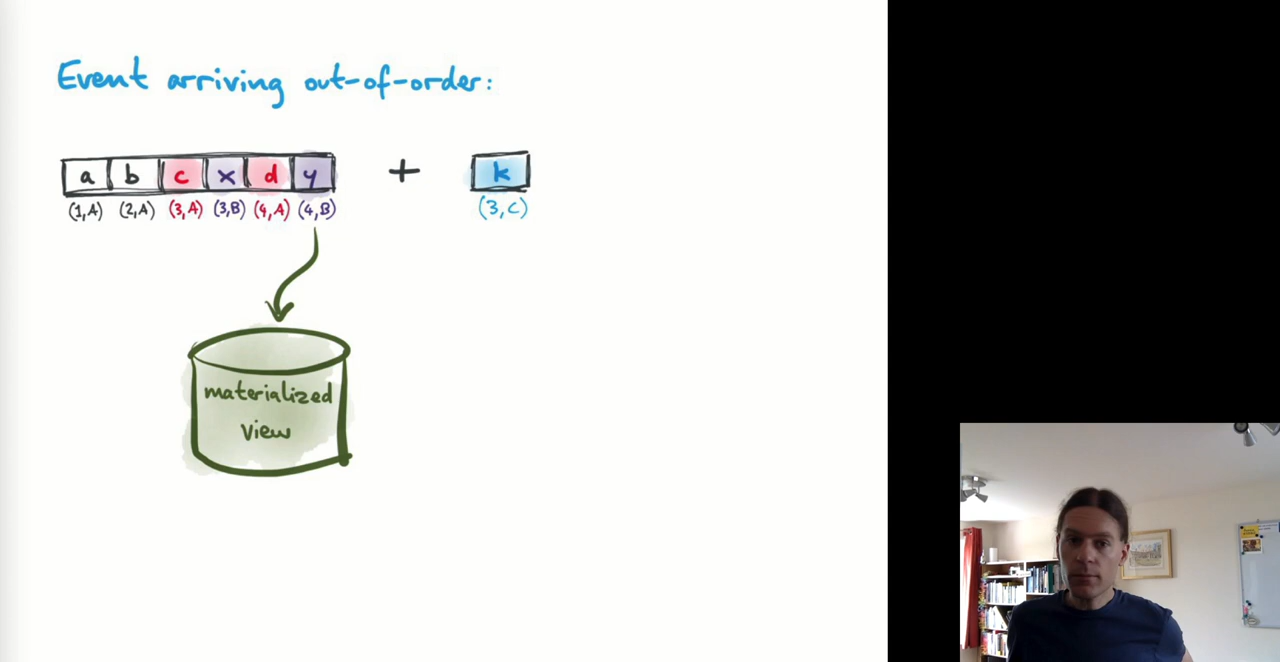 Event arriving out-of-order:
a b c x d y + k
(1,A) (2,A) (3,A) (3,B) (4,A) (4,B) (3,C)
materialized
view